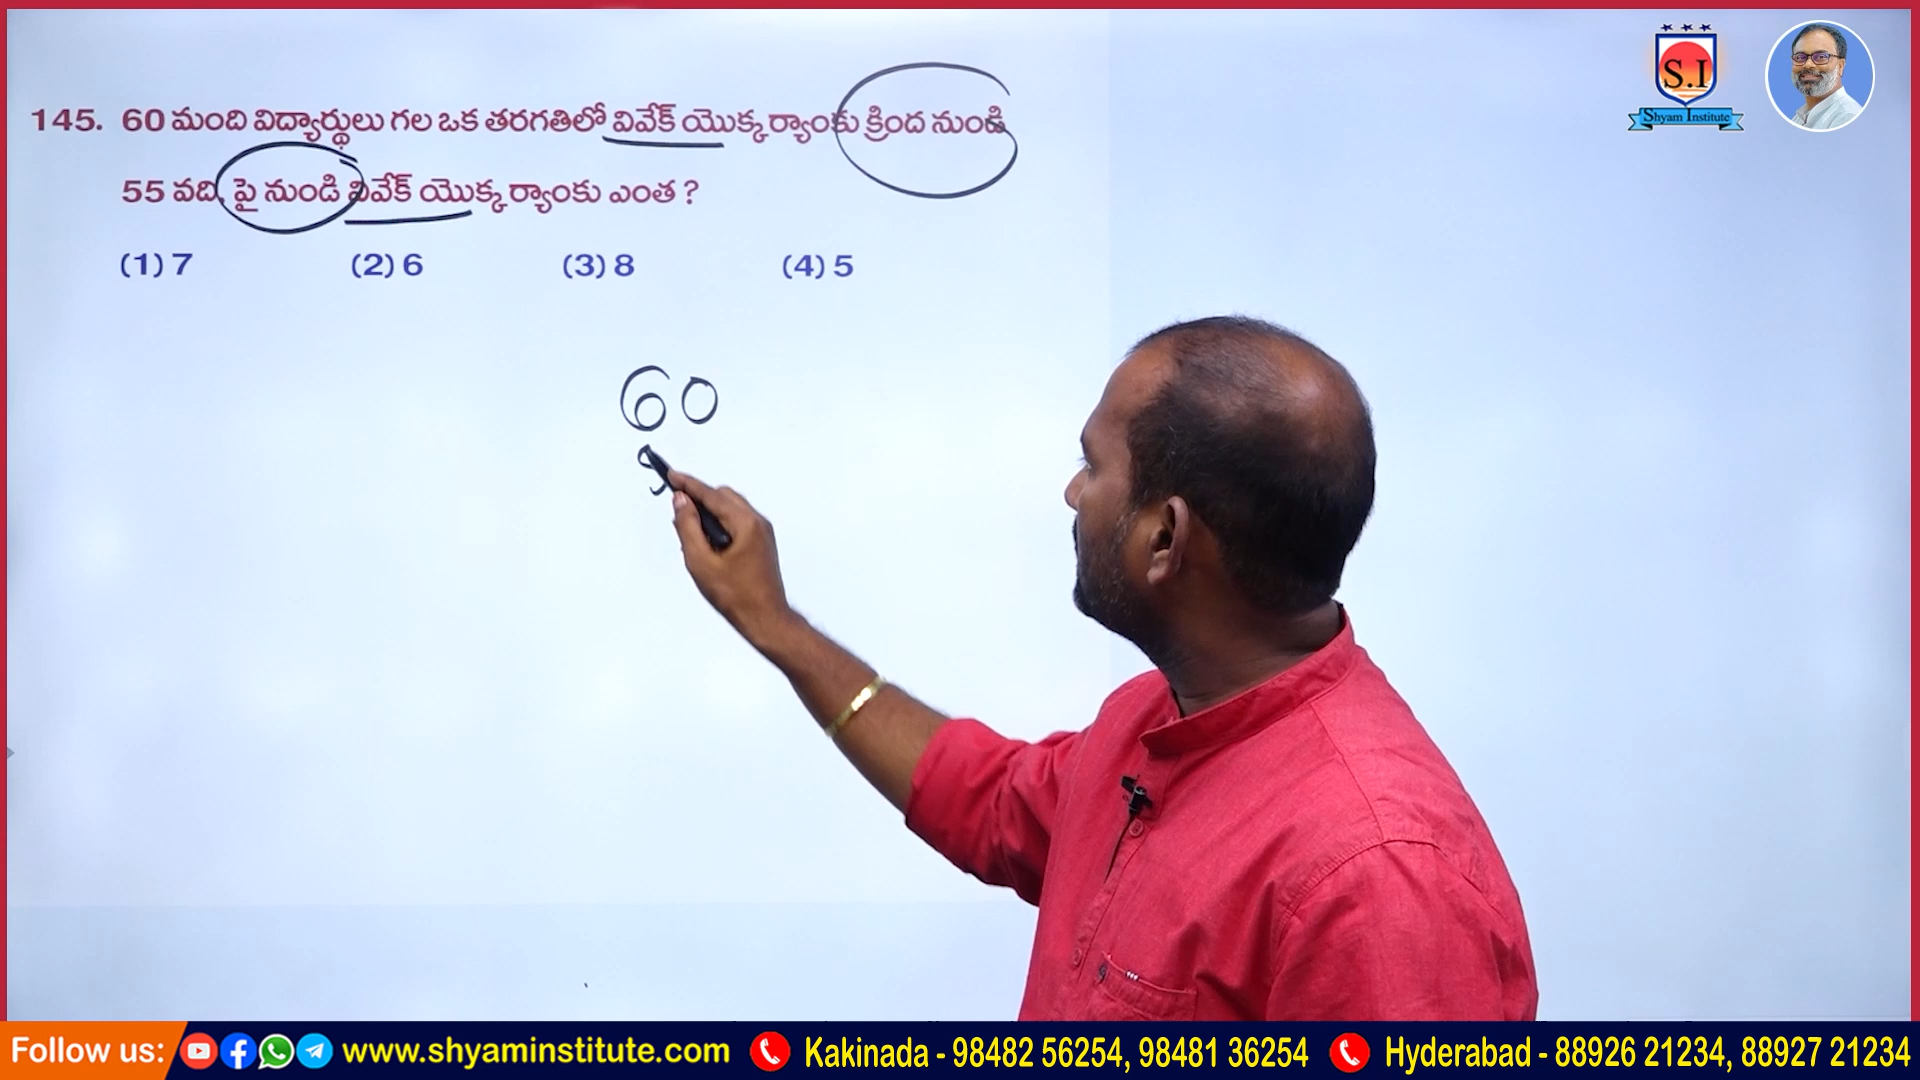 S.I
Shyam Institute
145. 60 మంది విద్యార్థులు గల ఒక తరగతిలో వివేక్ యొక్క ర్యాంకు క్రింద నుండి
55 వది. పై నుండి వివేక్ యొక్క ర్యాంకు ఎంత ?
(1) 7 (2) 6 (3) 8 (4) 5
60
Follow us: www.shyaminstitute.com Kakinada - 98482 56254, 98481 36254 Hyderabad - 88926 21234, 88927 21234